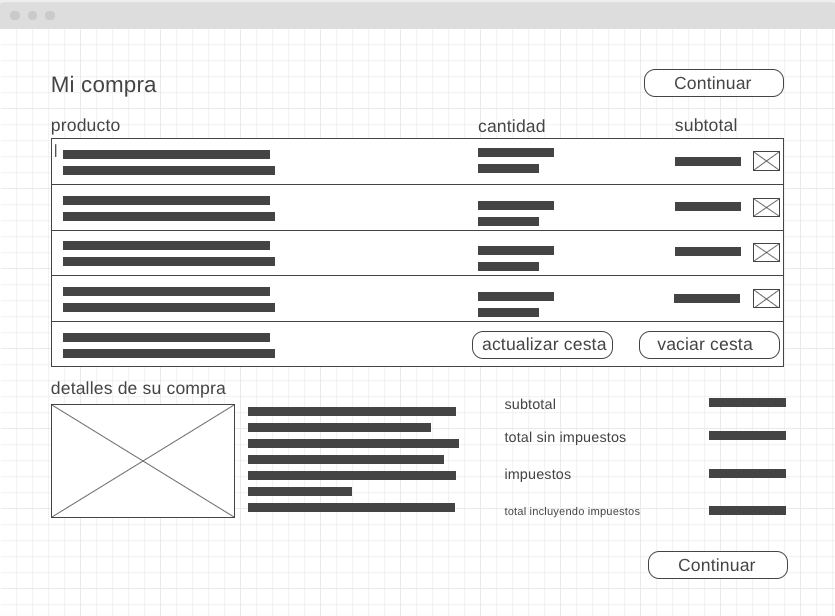 Mi compra
Continuar
producto cantidad subtotal
actualizar cesta vaciar cesta
detalles de su compra
subtotal
total sin impuestos
impuestos
total incluyendo impuestos
Continuar